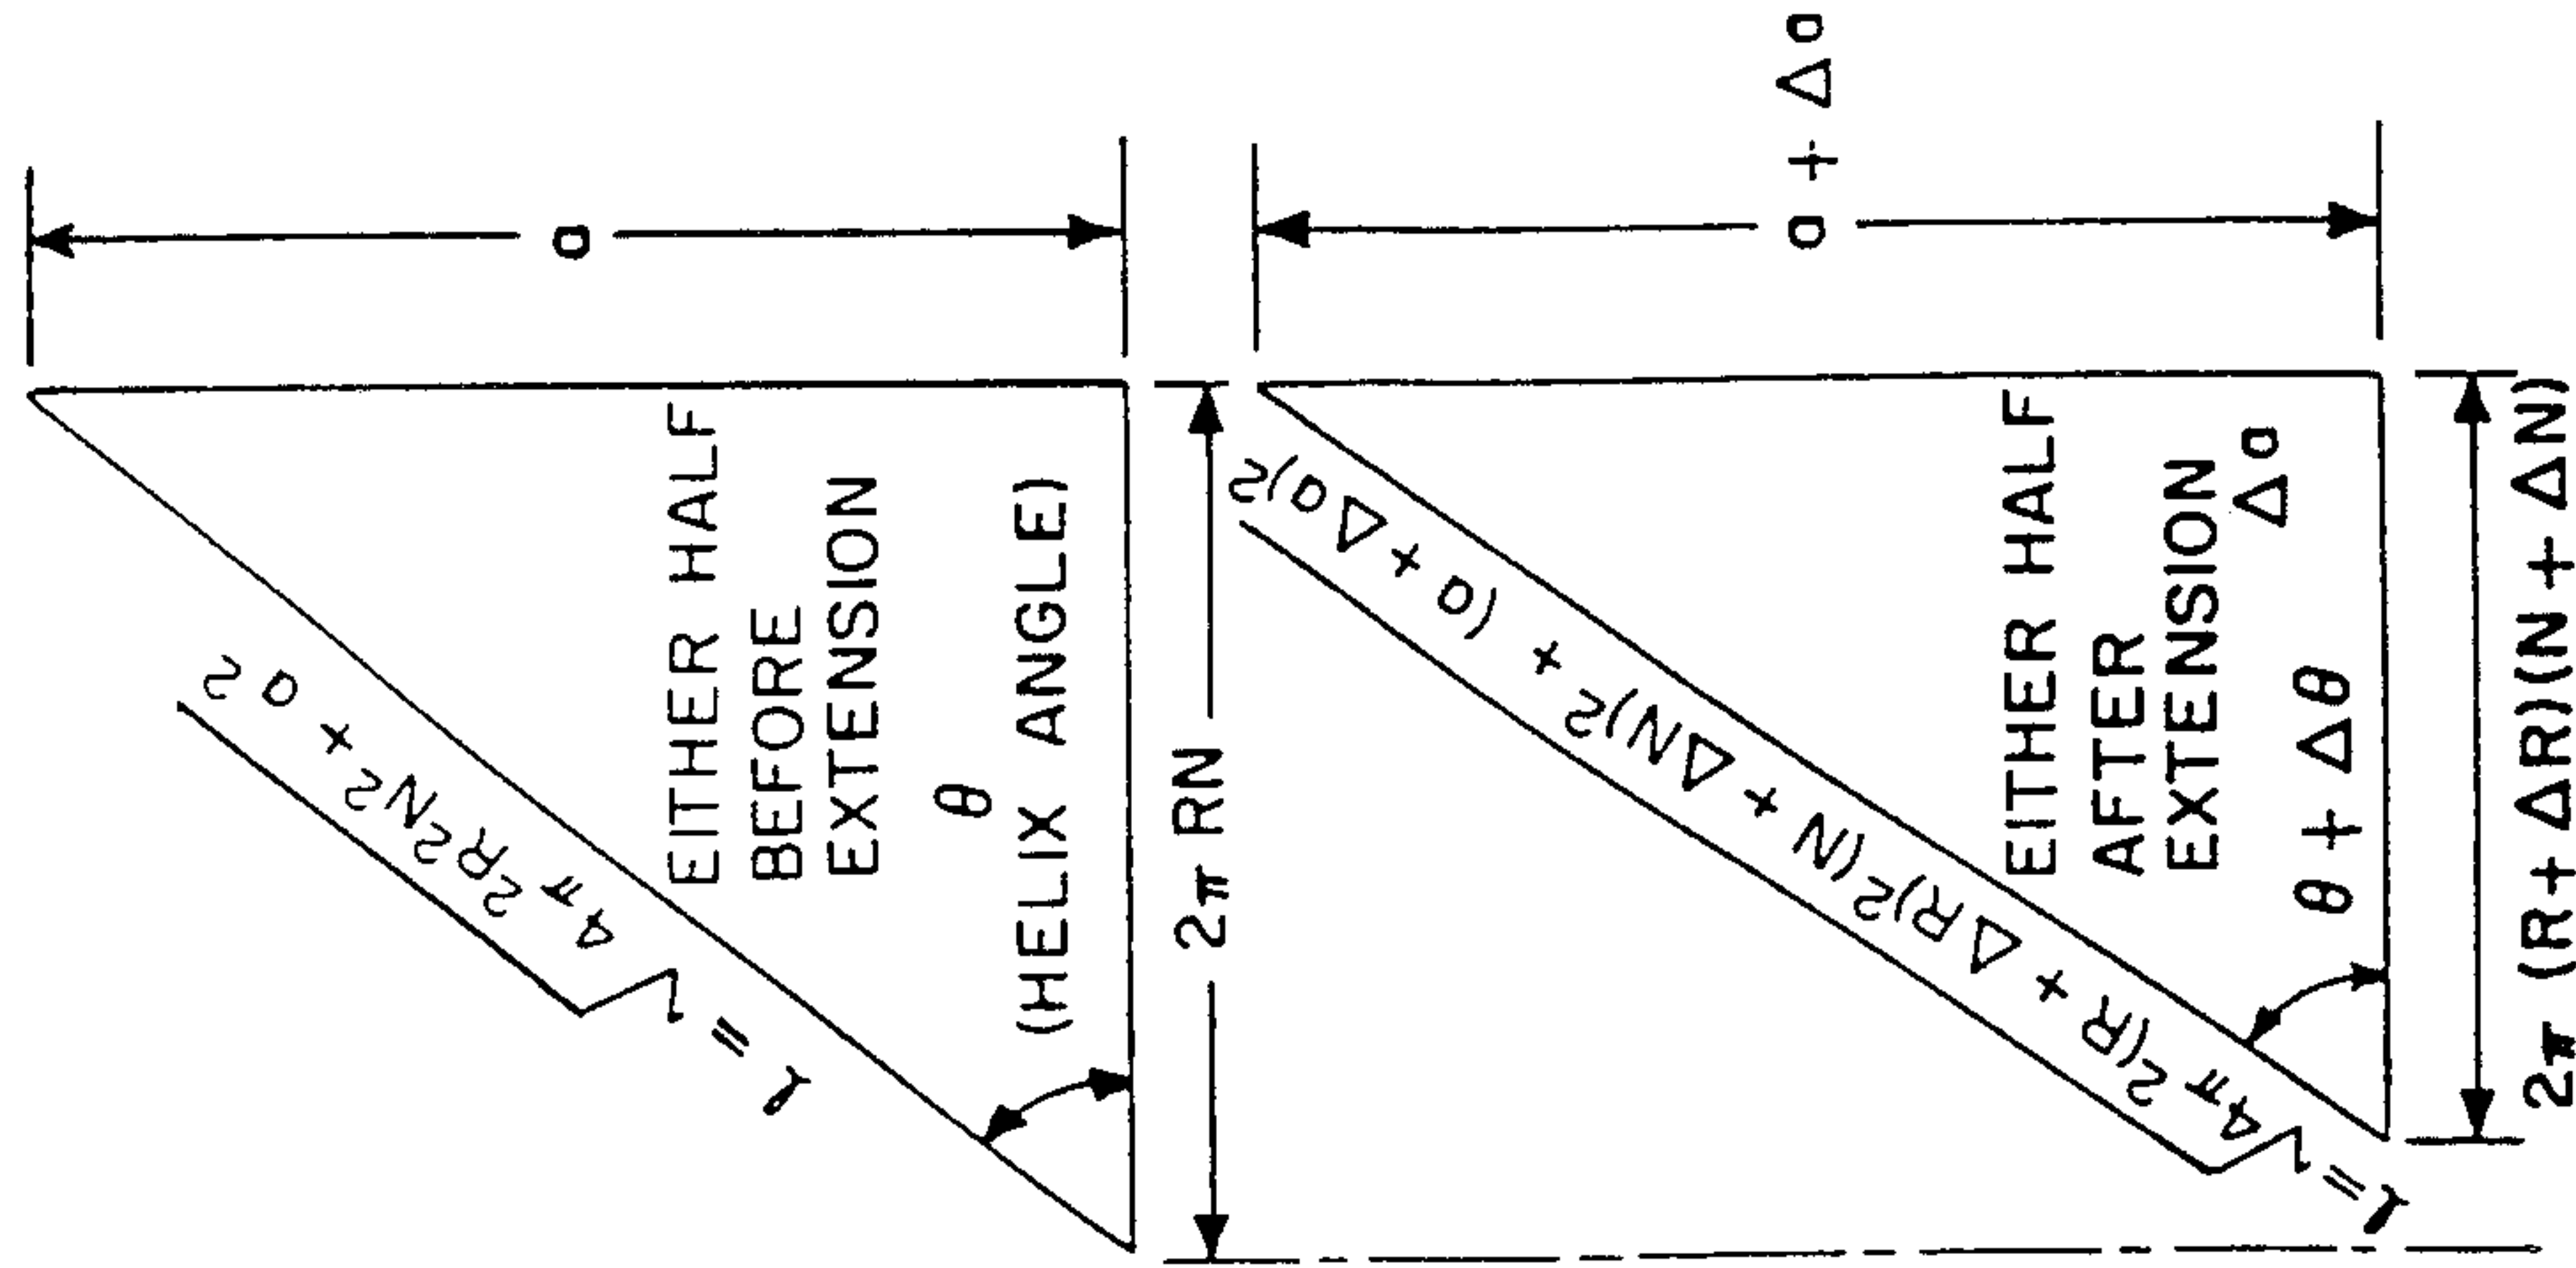 a
ℓ = √4π²R²N² + a²
EITHER HALF
BEFORE
EXTENSION
θ
(HELIX ANGLE)
2π RN
a + Δa
ℓ = √4π²(R + ΔR)²(N + ΔN)² + (a + Δa)²
EITHER HALF
AFTER
EXTENSION
Δa
θ + Δθ
2π (R + ΔR)(N + ΔN)